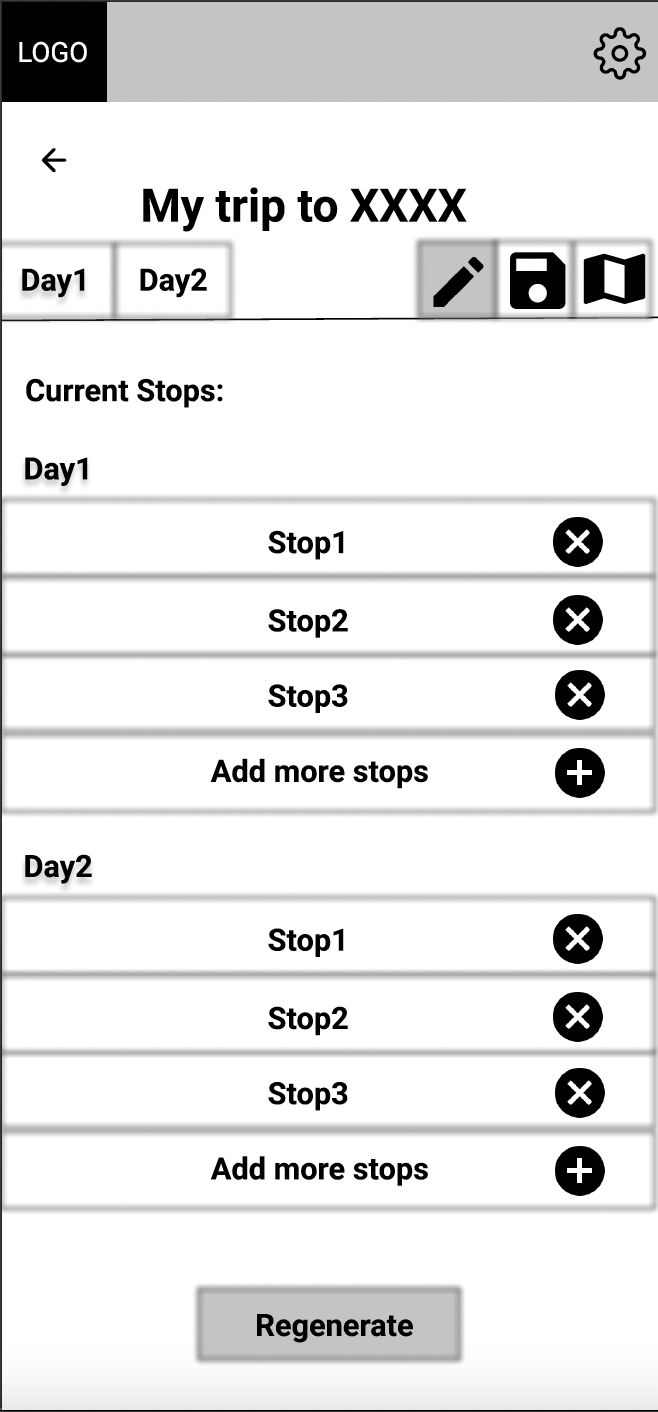 LOGO
My trip to XXXX
Day1 Day2
Current Stops:
Day1
Stop1
Stop2
Stop3
Add more stops
Day2
Stop1
Stop2
Stop3
Add more stops
Regenerate